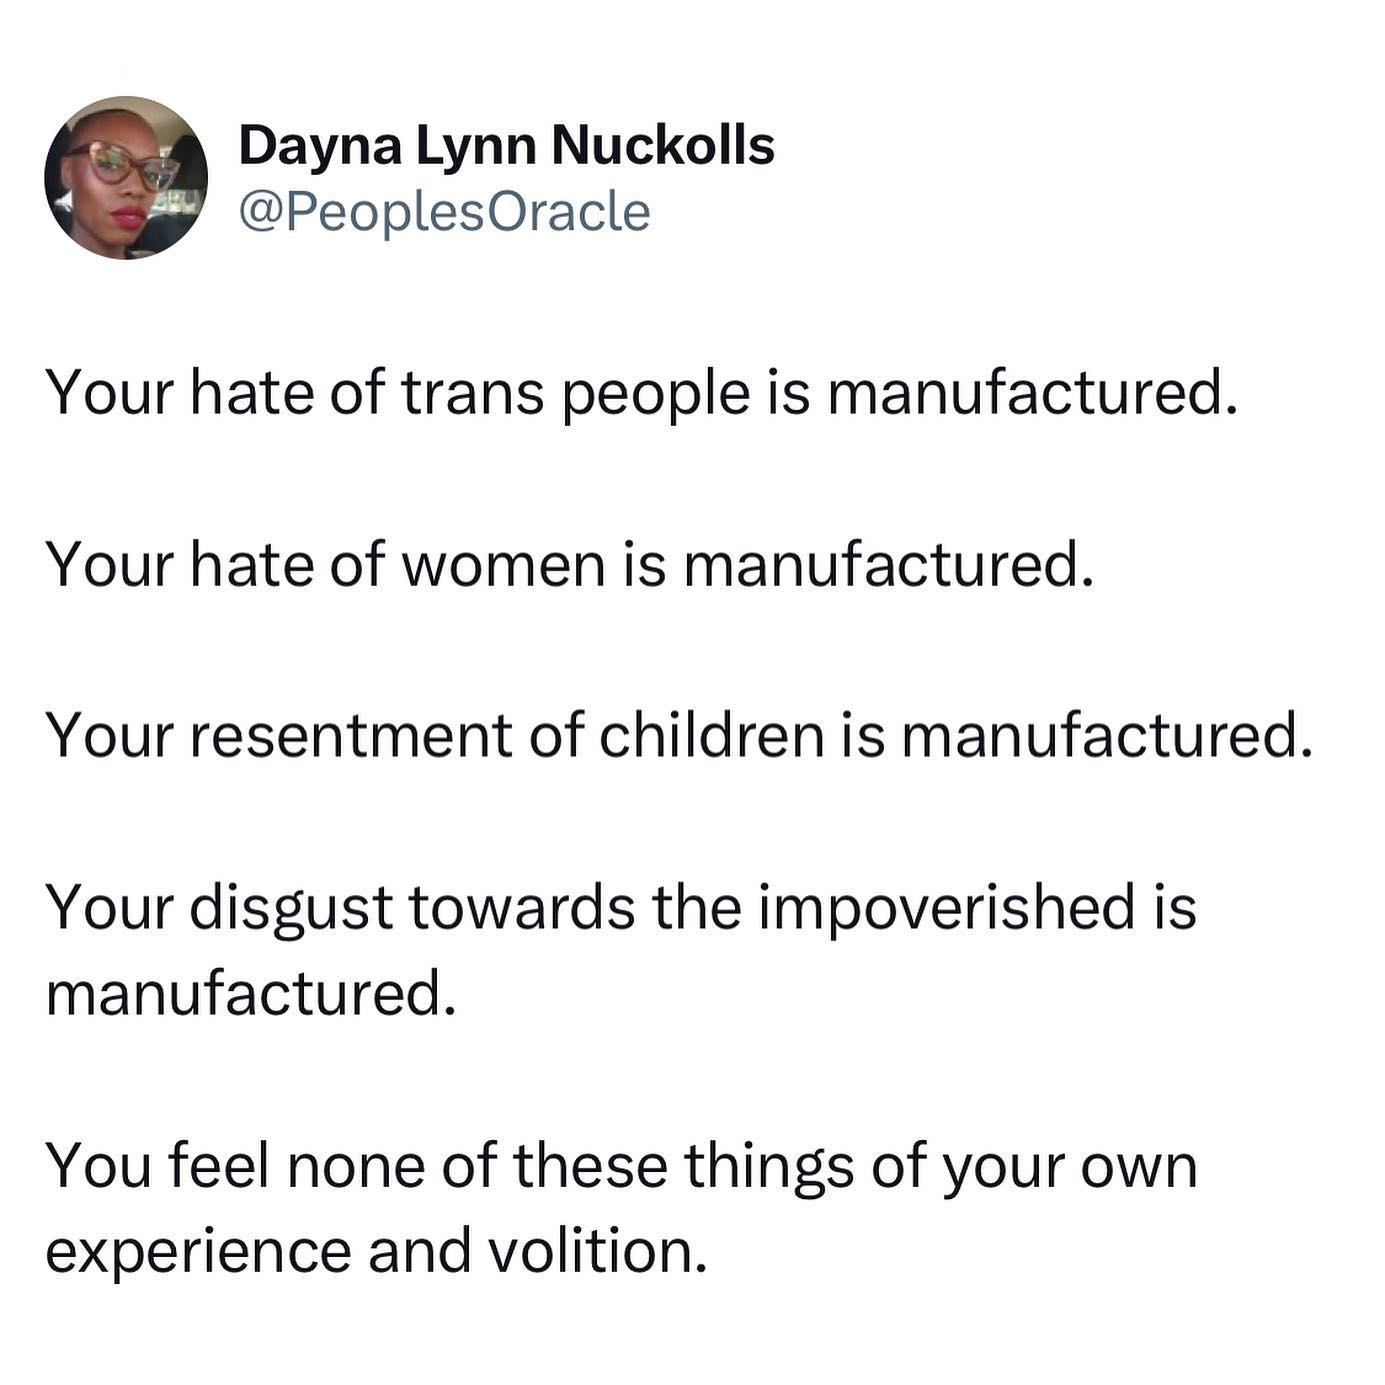 Dayna Lynn Nuckolls
@PeoplesOracle
Your hate of trans people is manufactured.
Your hate of women is manufactured.
Your resentment of children is manufactured.
Your disgust towards the impoverished is
manufactured.
You feel none of these things of your own
experience and volition.